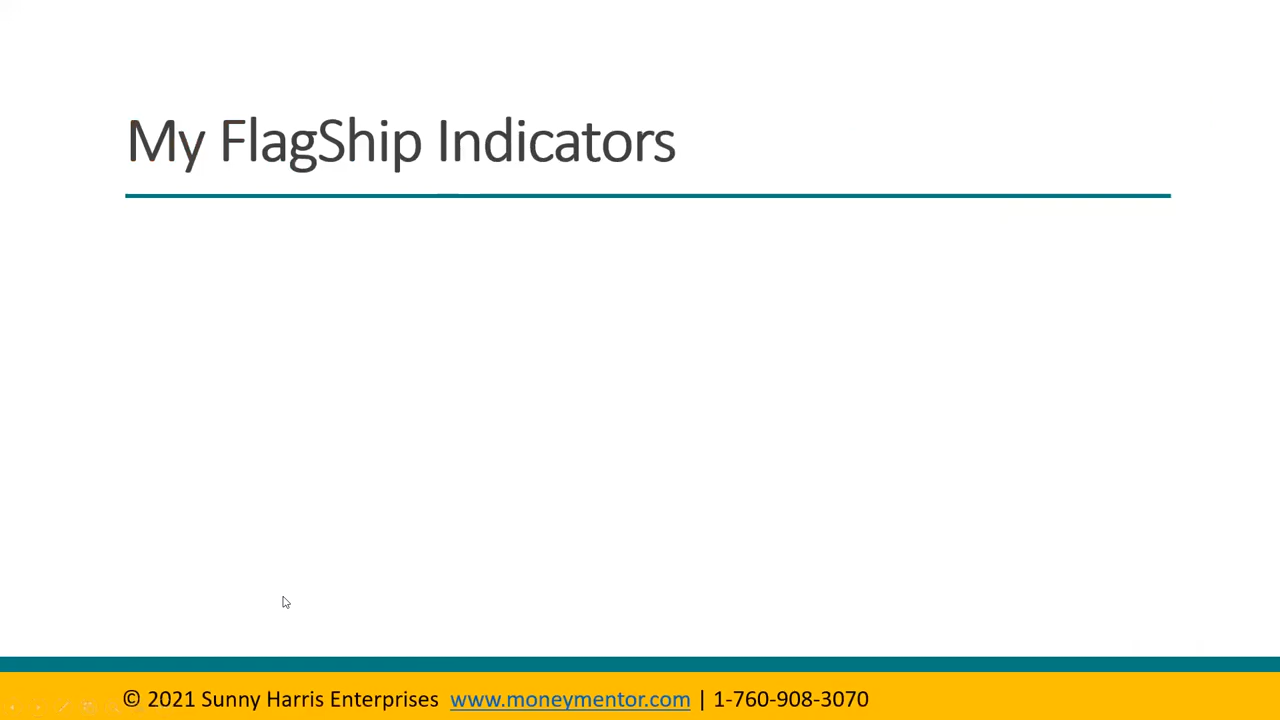 My FlagShip Indicators
© 2021 Sunny Harris Enterprises www.moneymentor.com | 1-760-908-3070